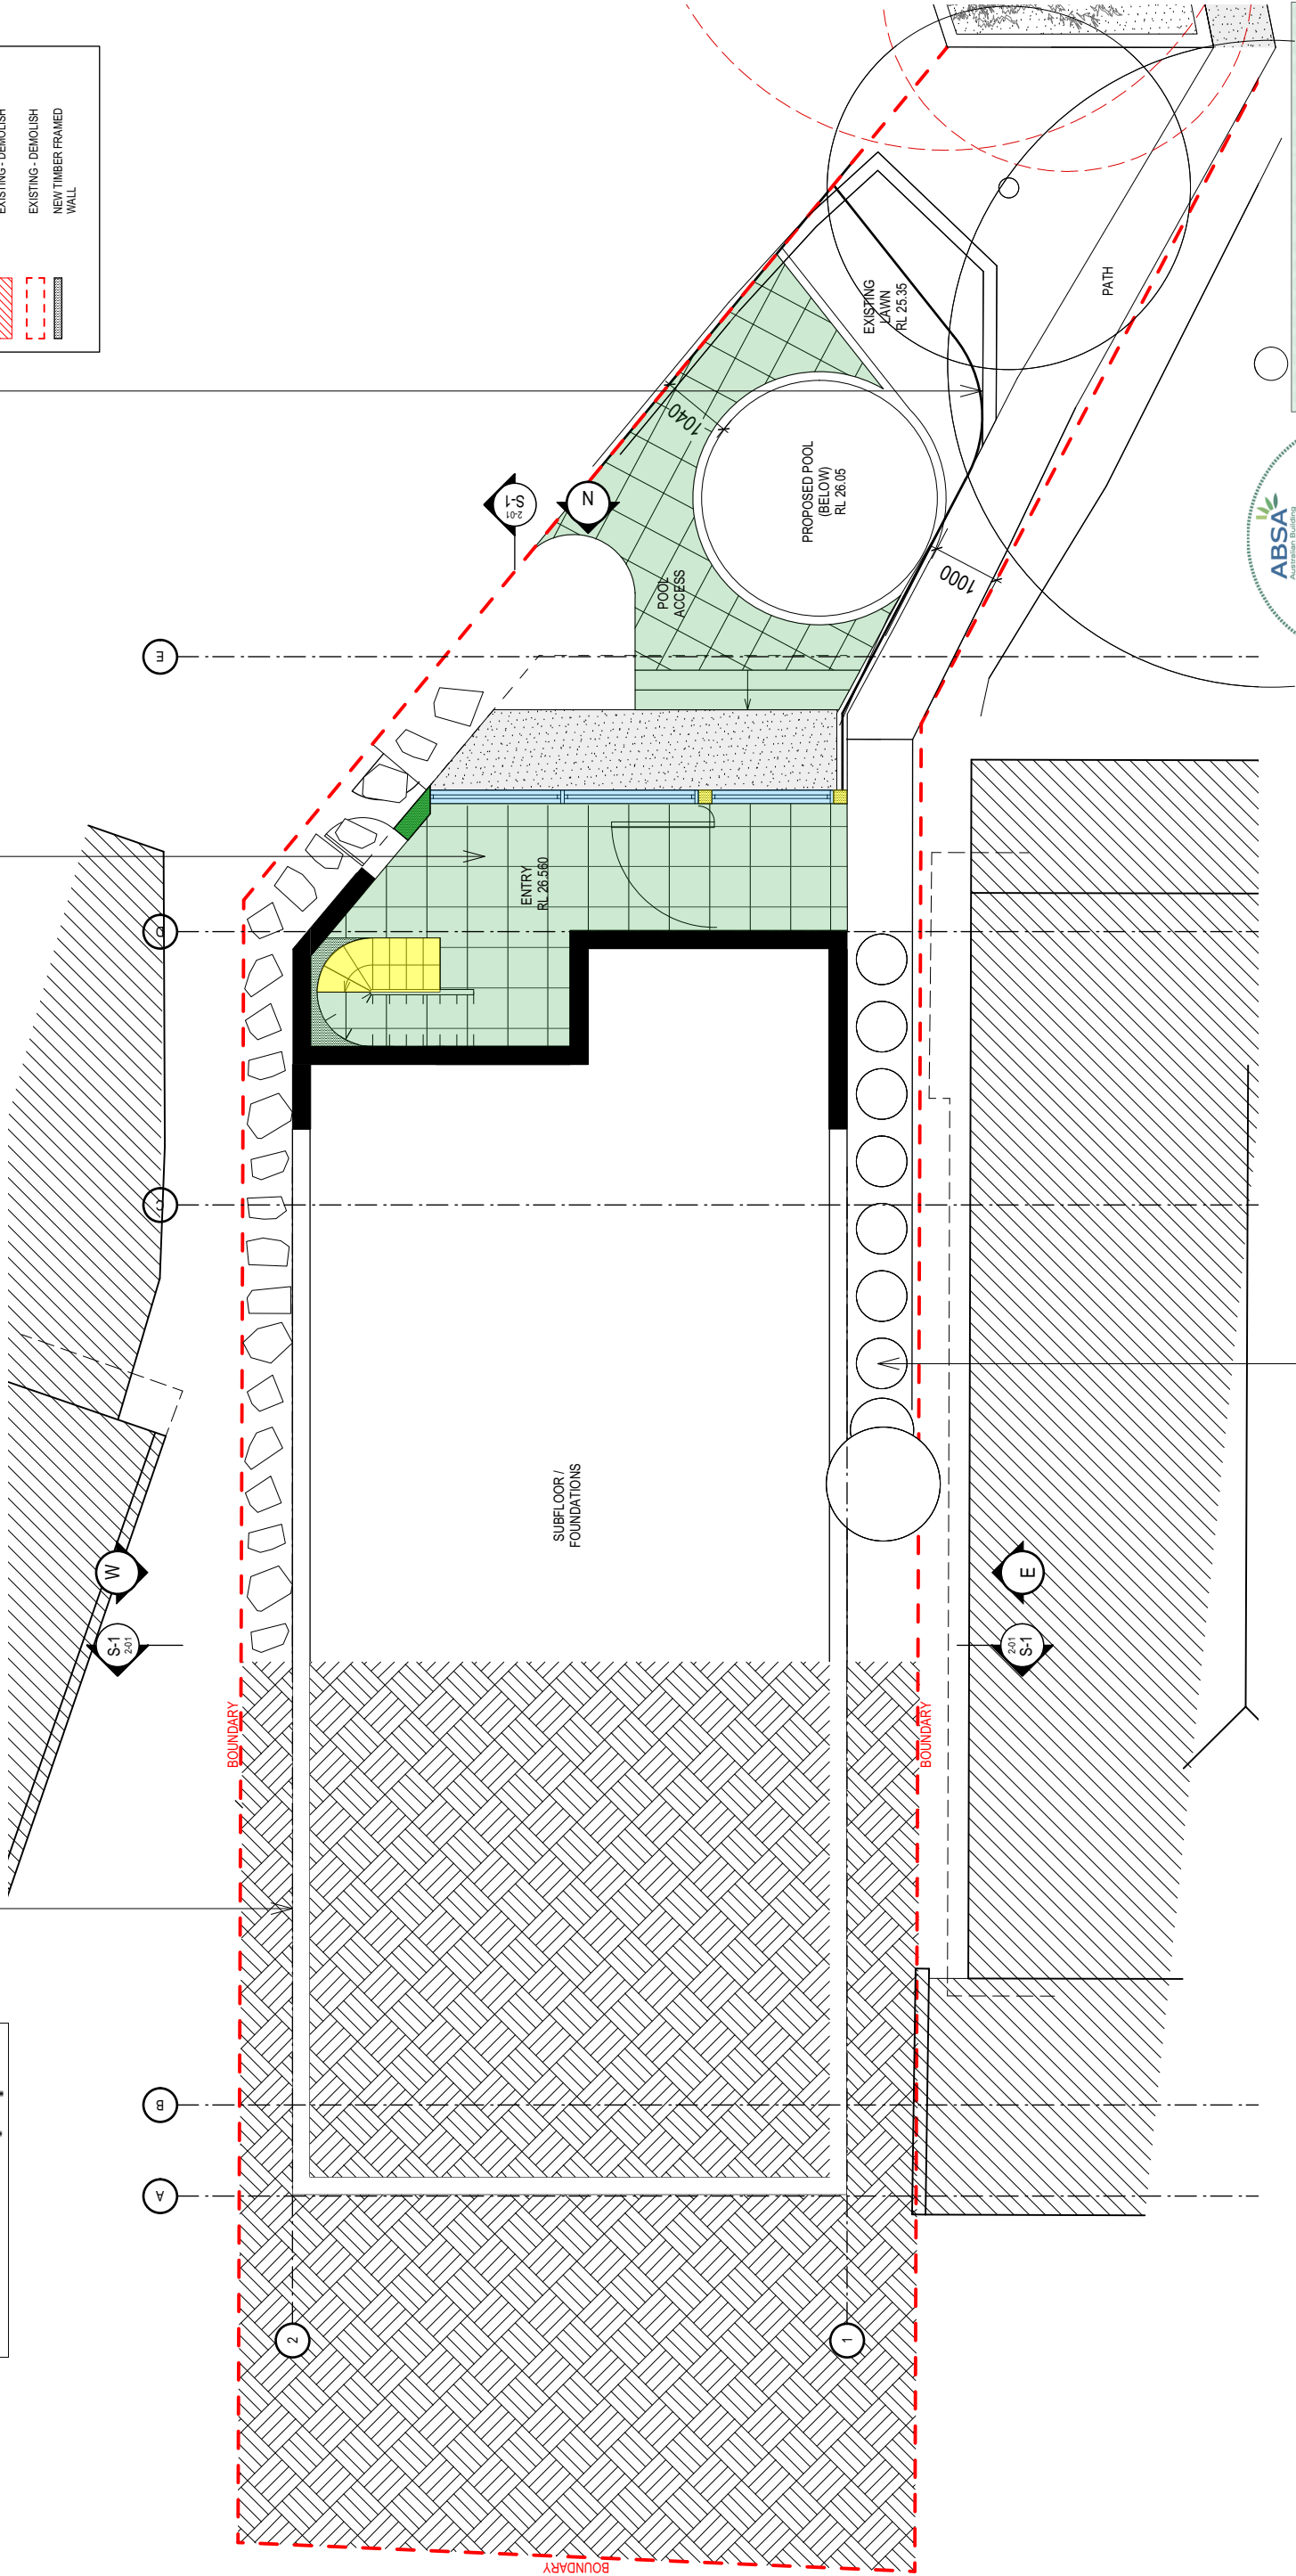 EXISTING - DEMOLISH
EXISTING - DEMOLISH
NEW TIMBER FRAMED
WALL
EXISTING
LAWN
RL 25.35
PATH
1040
PROPOSED POOL
(BELOW)
RL 26.05
S-1
2-01
N
POOL
ACCESS
1000
ABSA
Australian Building
E
ENTRY
RL 26.560
D
C
SUBFLOOR /
FOUNDATIONS
W
S-1
2-01
E
2-01
S-1
BOUNDARY
BOUNDARY
B
A
2
1
BOUNDARY